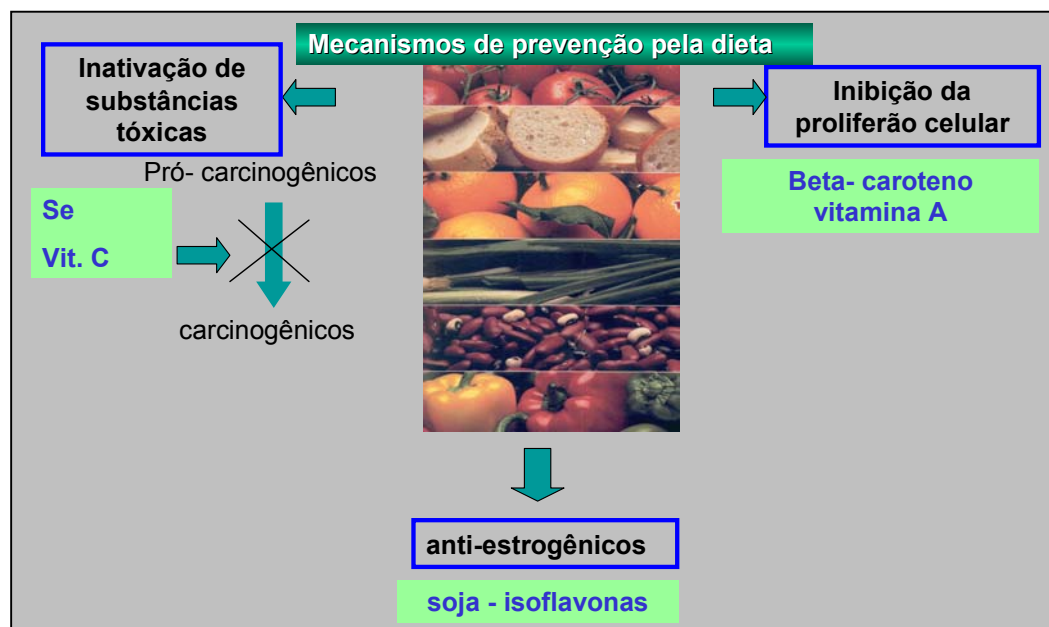 Mecanismos de prevenção pela dieta
Inativação de
substâncias
tóxicas
Pró- carcinogênicos
Se
Vit. C
carcinogênicos
Inibição da
proliferão celular
Beta- caroteno
vitamina A
anti-estrogênicos
soja - isoflavonas